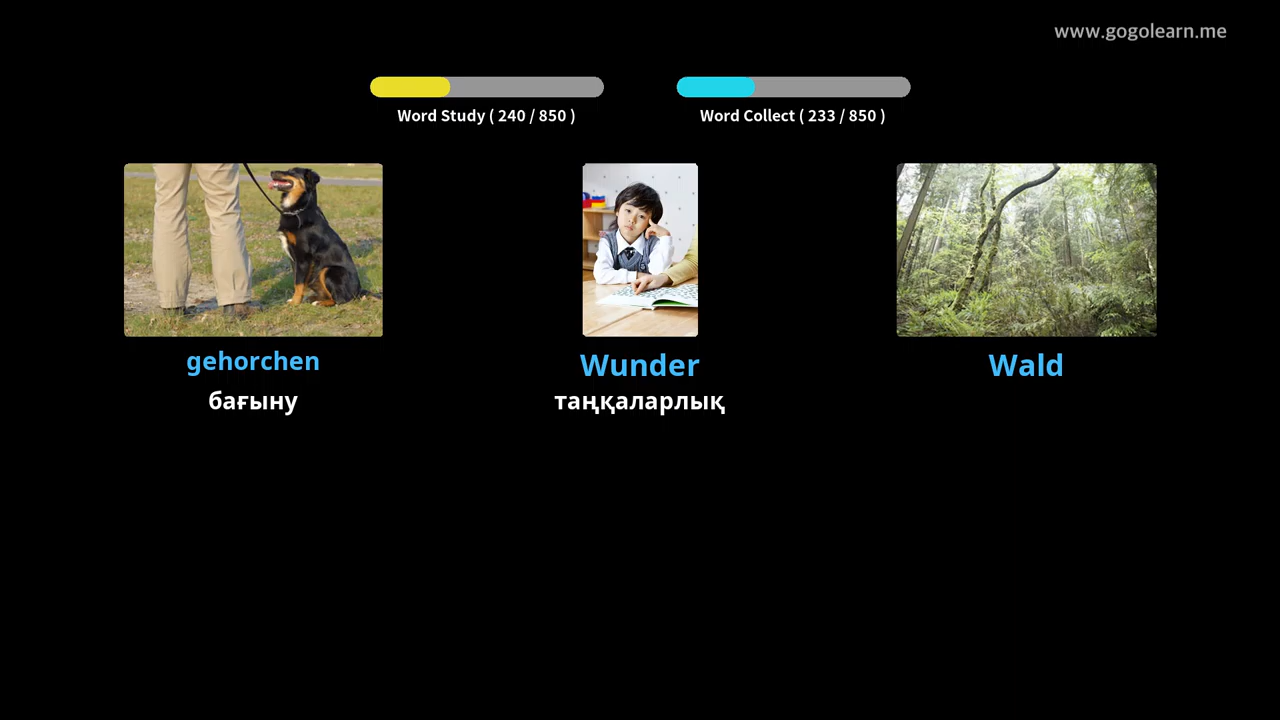 www.gogolearn.me
Word Study ( 240 / 850 )
Word Collect ( 233 / 850 )
gehorchen
Wunder
Wald
бағыну
таңқаларлық